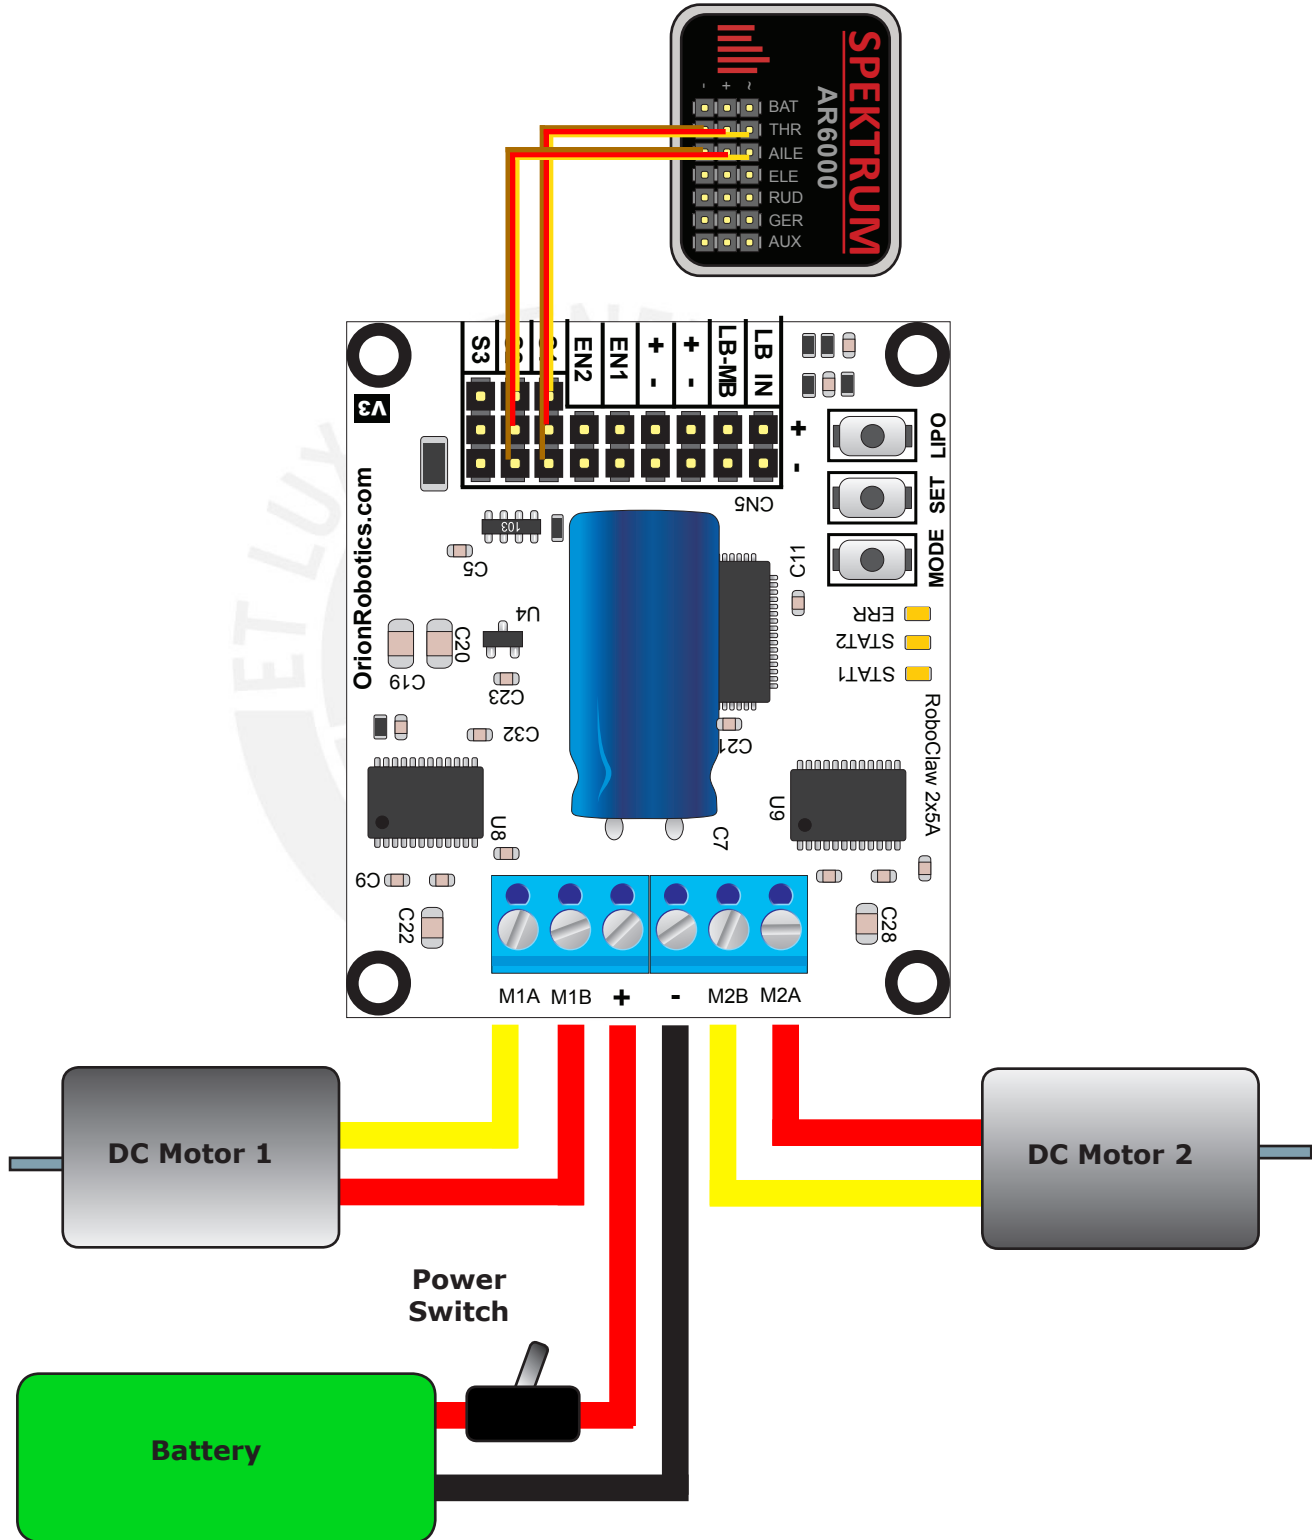 SPEKTRUM
AR6000
- + ~
BAT
THR
AILE
ELE
RUD
GER
AUX
S3
EN2
EN1
+ -
+ -
LB-MB
LB IN
+
-
V3
CN5
LIPO
SET
MODE
OrionRobotics.com
103
C5
U4
C11
ERR
STAT2
STAT1
C20
C19
C23
C32
C21
RoboClaw 2x5A
U8
U9
C7
C9
C22
C28
M1A M1B + - M2B M2A
DC Motor 1
DC Motor 2
Power
Switch
Battery
ET LUX